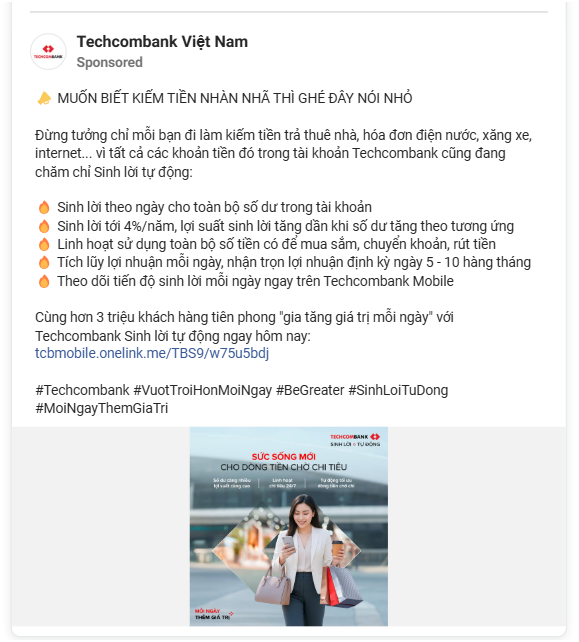 TECHCOMBANK
Techcombank Việt Nam
Sponsored
MUỐN BIẾT KIẾM TIỀN NHÀN NHÃ THÌ GHÉ ĐÂY NÓI NHỎ
Đừng tưởng chỉ mỗi bạn đi làm kiếm tiền trả thuê nhà, hóa đơn điện nước, xăng xe,
internet... vì tất cả các khoản tiền đó trong tài khoản Techcombank cũng đang
chăm chỉ Sinh lời tự động:
Sinh lời theo ngày cho toàn bộ số dư trong tài khoản
Sinh lời tới 4%/năm, lợi suất sinh lời tăng dần khi số dư tăng theo tương ứng
Linh hoạt sử dụng toàn bộ số tiền có để mua sắm, chuyển khoản, rút tiền
Tích lũy lợi nhuận mỗi ngày, nhận trọn lợi nhuận định kỳ ngày 5 - 10 hàng tháng
Theo dõi tiến độ sinh lời mỗi ngày ngay trên Techcombank Mobile
Cùng hơn 3 triệu khách hàng tiên phong "gia tăng giá trị mỗi ngày" với
Techcombank Sinh lời tự động ngay hôm nay:
tcbmobile.onelink.me/TBS9/w75u5bdj
#Techcombank #VuotTroiHonMoiNgay #BeGreater #SinhLoiTuDong
#MoiNgayThemGiaTri
TECHCOMBANK
SINH LỜI TỰ ĐỘNG
SỨC SỐNG MỚI
CHO DÒNG TIỀN CHỜ CHI TIÊU
Số dư càng nhiều
lợi suất càng cao
Linh hoạt
chi tiêu 24/7
Tự động tối ưu
dòng tiền chờ chi
MỖI NGÀY
THÊM GIÁ TRỊ